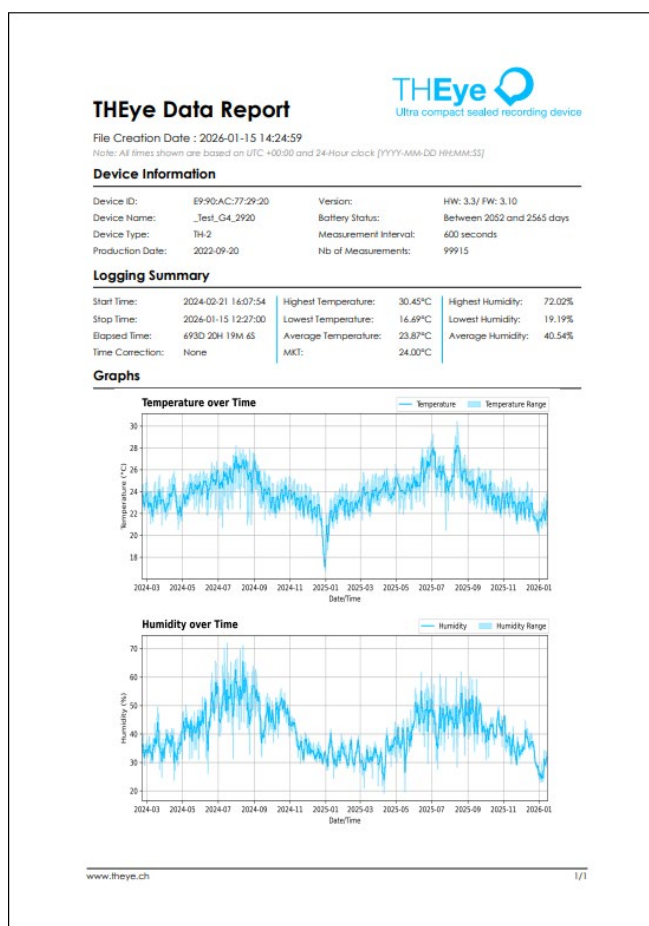 THEye
Ultra compact sealed recording device
THEye Data Report
File Creation Date : 2026-01-15 14:24:59
Note: All times shown are based on UTC +00:00 and 24-Hour clock [YYYY-MM-DD HH:MM:SS]
Device Information
Device ID: E9:90:AC:77:29:20 Version: HW: 3.3/ FW: 3.10
Device Name: _Test_G4_2920 Battery Status: Between 2052 and 2565 days
Device Type: TH-2 Measurement Interval: 600 seconds
Production Date: 2022-09-20 Nb of Measurements: 99915
Logging Summary
Start Time: 2024-02-21 16:07:54 Highest Temperature: 30.45°C Highest Humidity: 72.02%
Stop Time: 2026-01-15 12:27:00 Lowest Temperature: 16.69°C Lowest Humidity: 19.19%
Elapsed Time: 693D 20H 19M 6S Average Temperature: 23.87°C Average Humidity: 40.54%
Time Correction: None MKT: 24.00°C
Graphs
Temperature over Time Temperature Temperature Range
30
28
26
24
22
20
18
Temperature (°C)
2024-03 2024-05 2024-07 2024-09 2024-11 2025-01 2025-03 2025-05 2025-07 2025-09 2025-11 2026-01
Date/Time
Humidity over Time Humidity Humidity Range
70
60
50
40
30
20
Humidity (%)
2024-03 2024-05 2024-07 2024-09 2024-11 2025-01 2025-03 2025-05 2025-07 2025-09 2025-11 2026-01
Date/Time
www.theye.ch 1/1